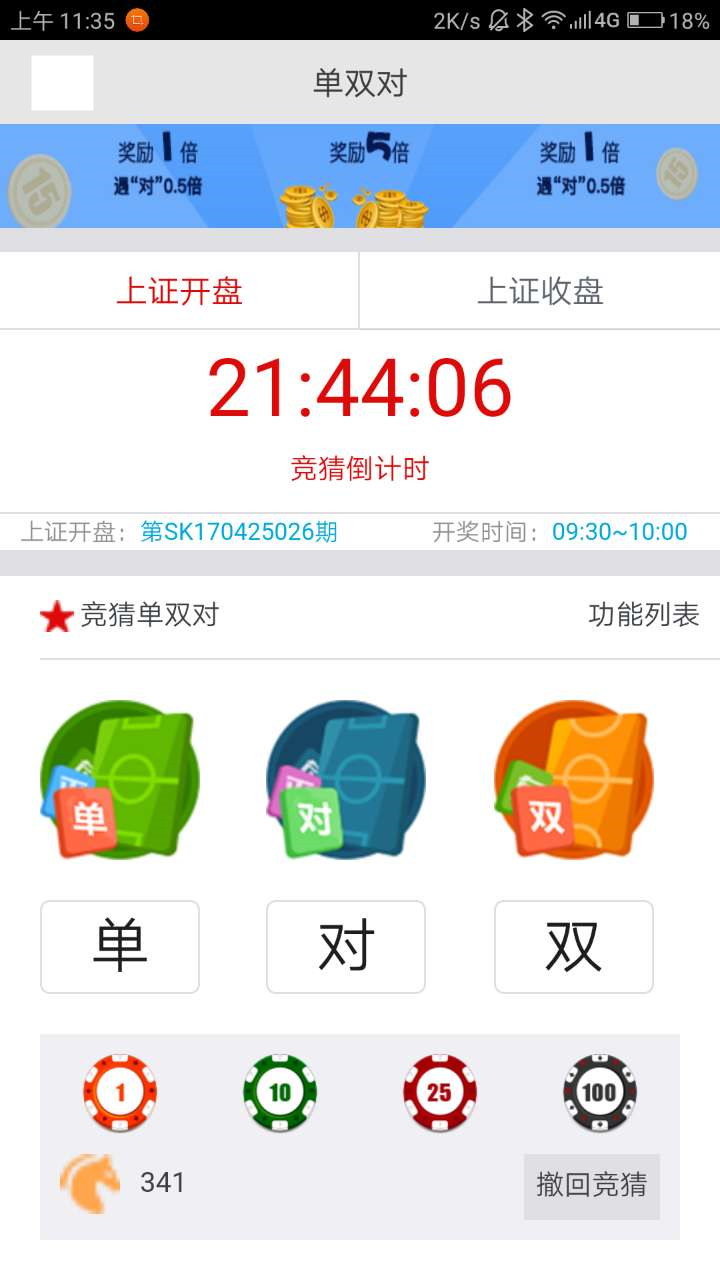 上午 11:35 2K/s 4G 18%
单双对
奖励1倍 奖励5倍 奖励1倍
遇“对”0.5倍 遇“对”0.5倍
15 15
上证开盘 上证收盘
21:44:06
竞猜倒计时
上证开盘：第SK170425026期 开奖时间：09:30~10:00
竞猜单双对 功能列表
单 对 双
单 对 双
1 10 25 100
341 撤回竞猜